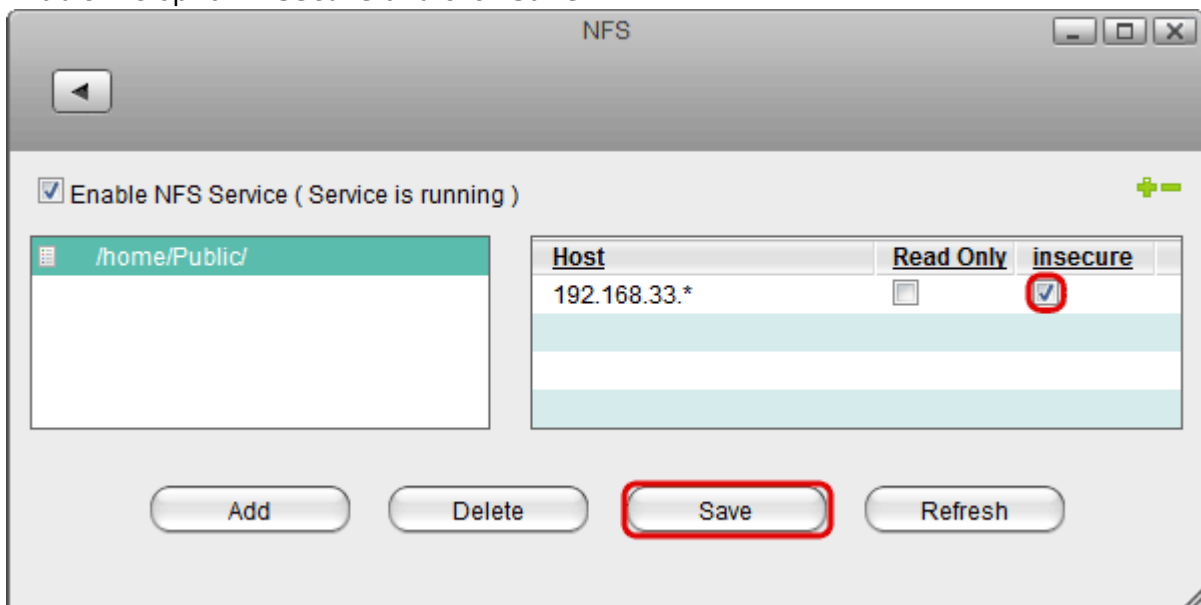 NFS
Enable NFS Service ( Service is running )
/home/Public/
Host Read Only insecure
192.168.33.*
Add Delete Save Refresh